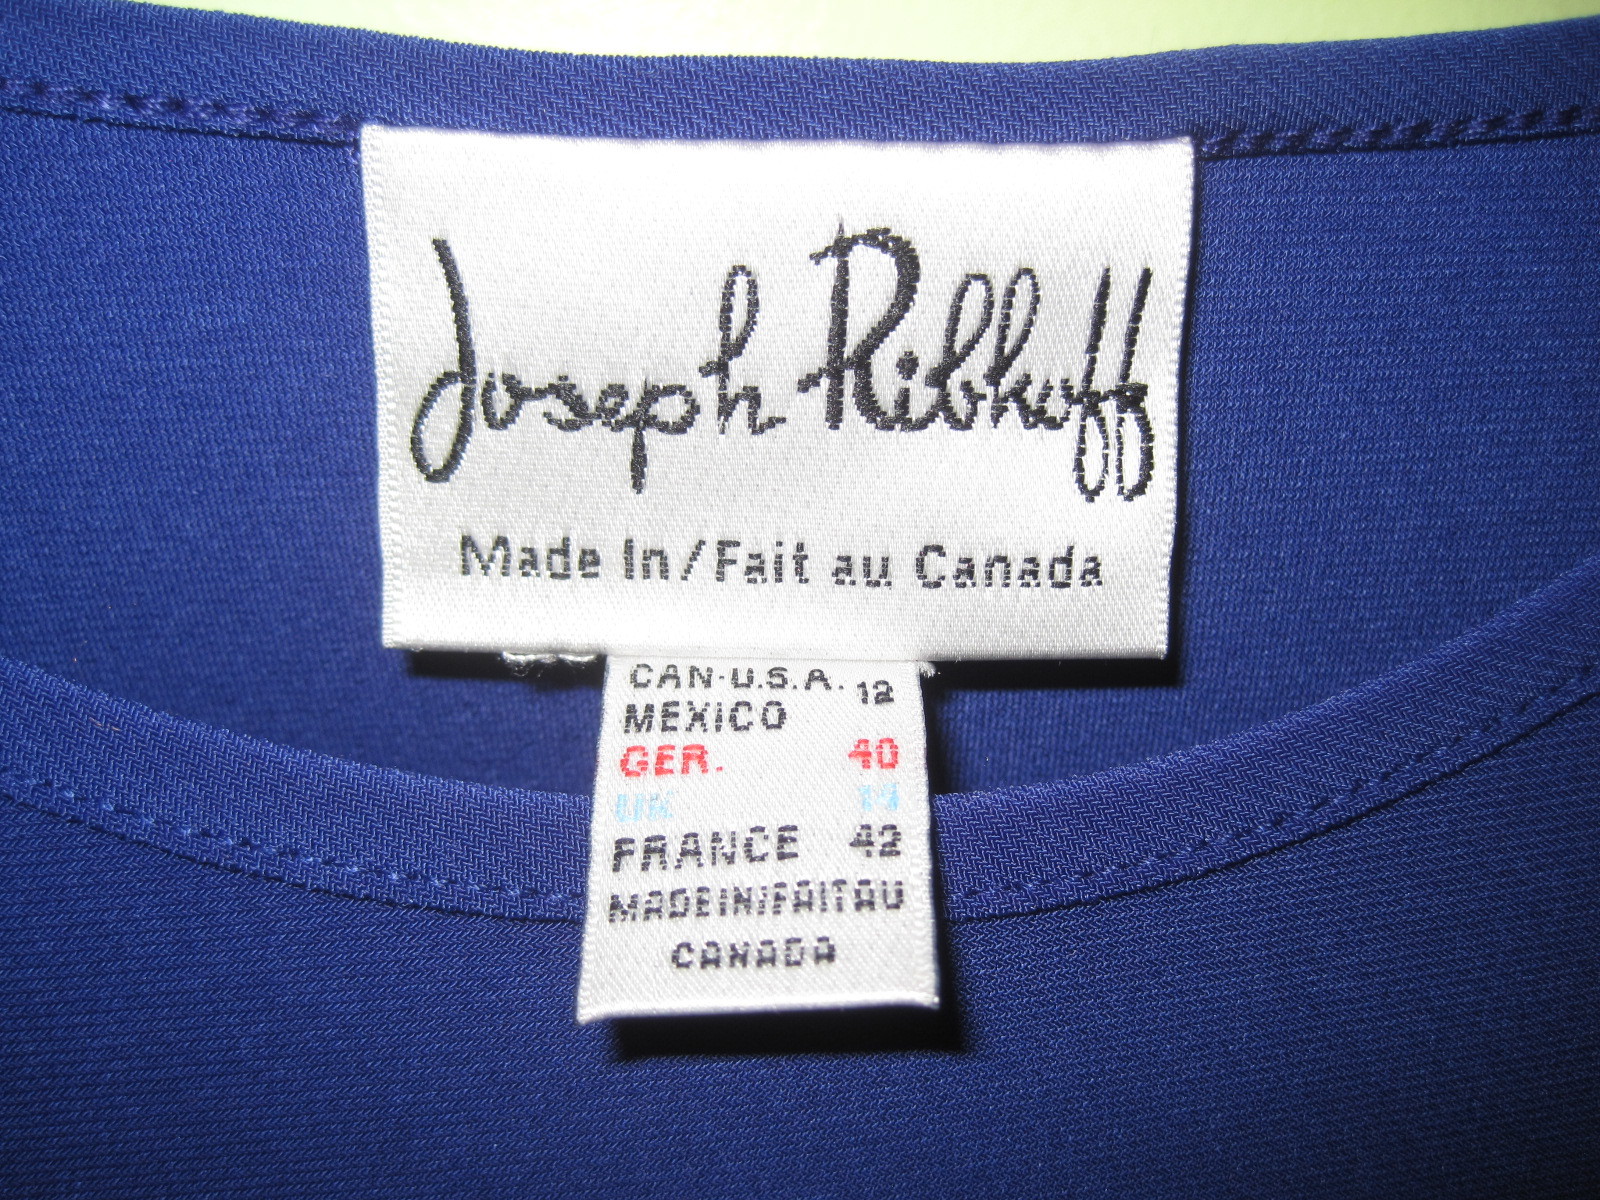 Joseph Ribkoff
Made In/Fait au Canada
CAN-U.S.A. 12
MEXICO
GER. 40
UK 14
FRANCE 42
MADEIN/FAITAU
CANADA